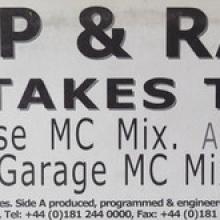 P & RA
TAKES T
se MC Mix. A
Garage MC Mi
es. Side A produced, programmed & engineer
. Tel: +44 (0)181 244 0000. Fax: +44 (0)18